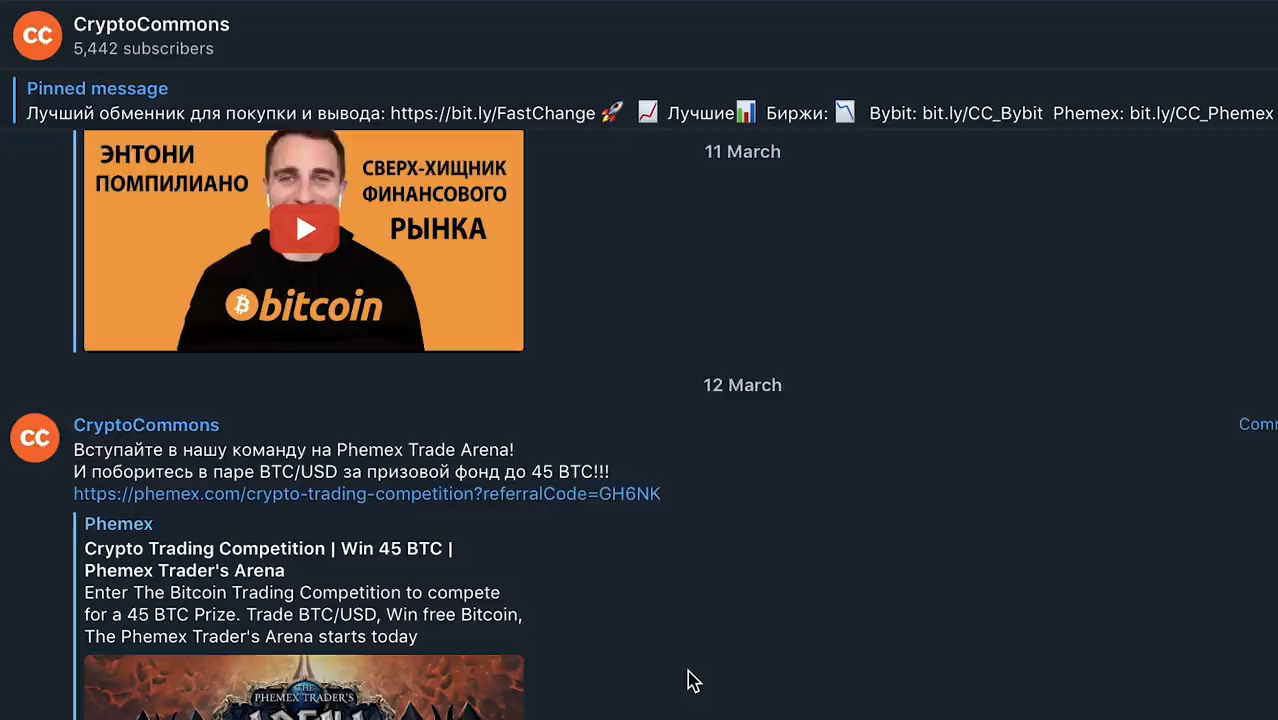 CryptoCommons
5,442 subscribers
Pinned message
Лучший обменник для покупки и вывода: https://bit.ly/FastChange 🚀 📈 Лучшие📊 Биржи: 📉 Bybit: bit.ly/CC_Bybit Phemex: bit.ly/CC_Phemex
11 March
ЭНТОНИ
ПОМПИЛИАНО
СВЕРХ-ХИЩНИК
ФИНАНСОВОГО
РЫНКА
bitcoin
12 March
CC
CryptoCommons
Вступайте в нашу команду на Phemex Trade Arena!
И поборитесь в паре BTC/USD за призовой фонд до 45 BTC!!!
https://phemex.com/crypto-trading-competition?referralCode=GH6NK
Phemex
Crypto Trading Competition | Win 45 BTC |
Phemex Trader's Arena
Enter The Bitcoin Trading Competition to compete
for a 45 BTC Prize. Trade BTC/USD, Win free Bitcoin,
The Phemex Trader's Arena starts today
THE
PHEMEX TRADER'S